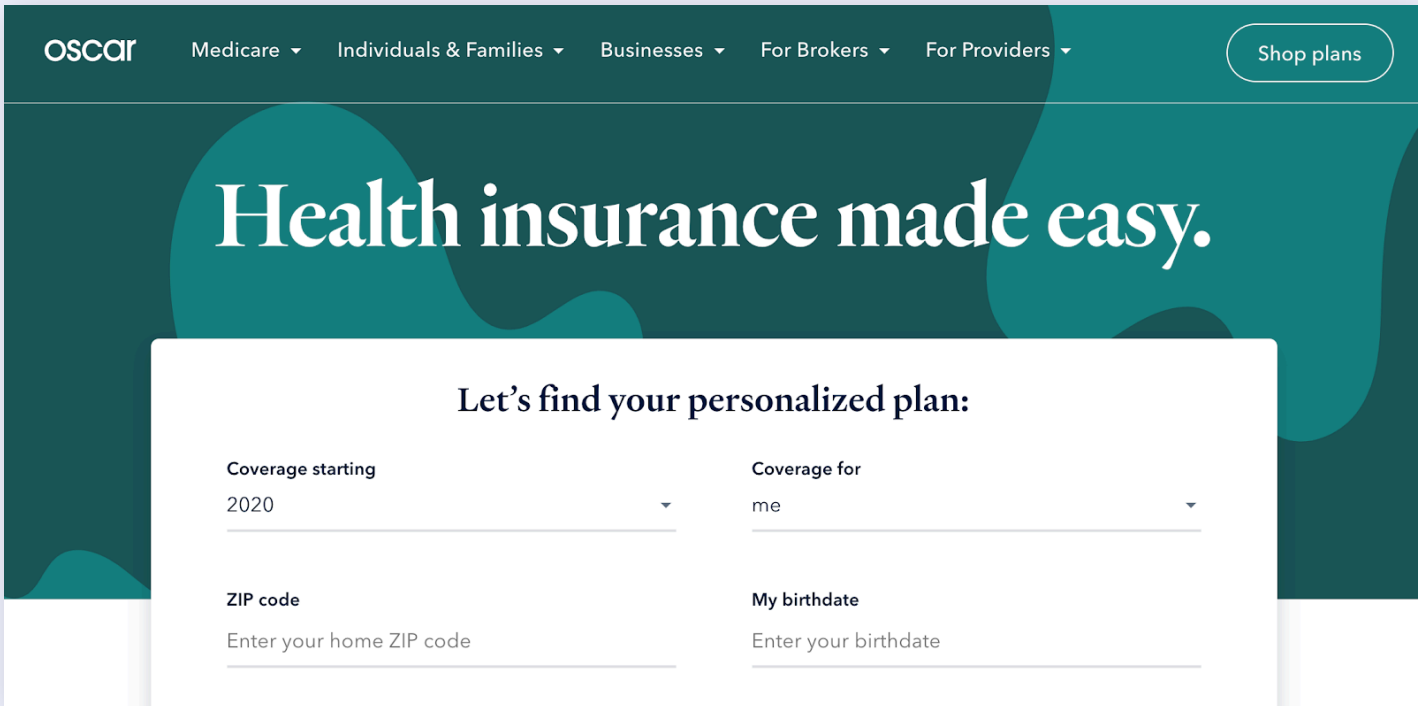 oscar Medicare Individuals & Families Businesses For Brokers For Providers Shop plans
Health insurance made easy.
Let’s find your personalized plan:
Coverage starting Coverage for
2020 me
ZIP code My birthdate
Enter your home ZIP code Enter your birthdate